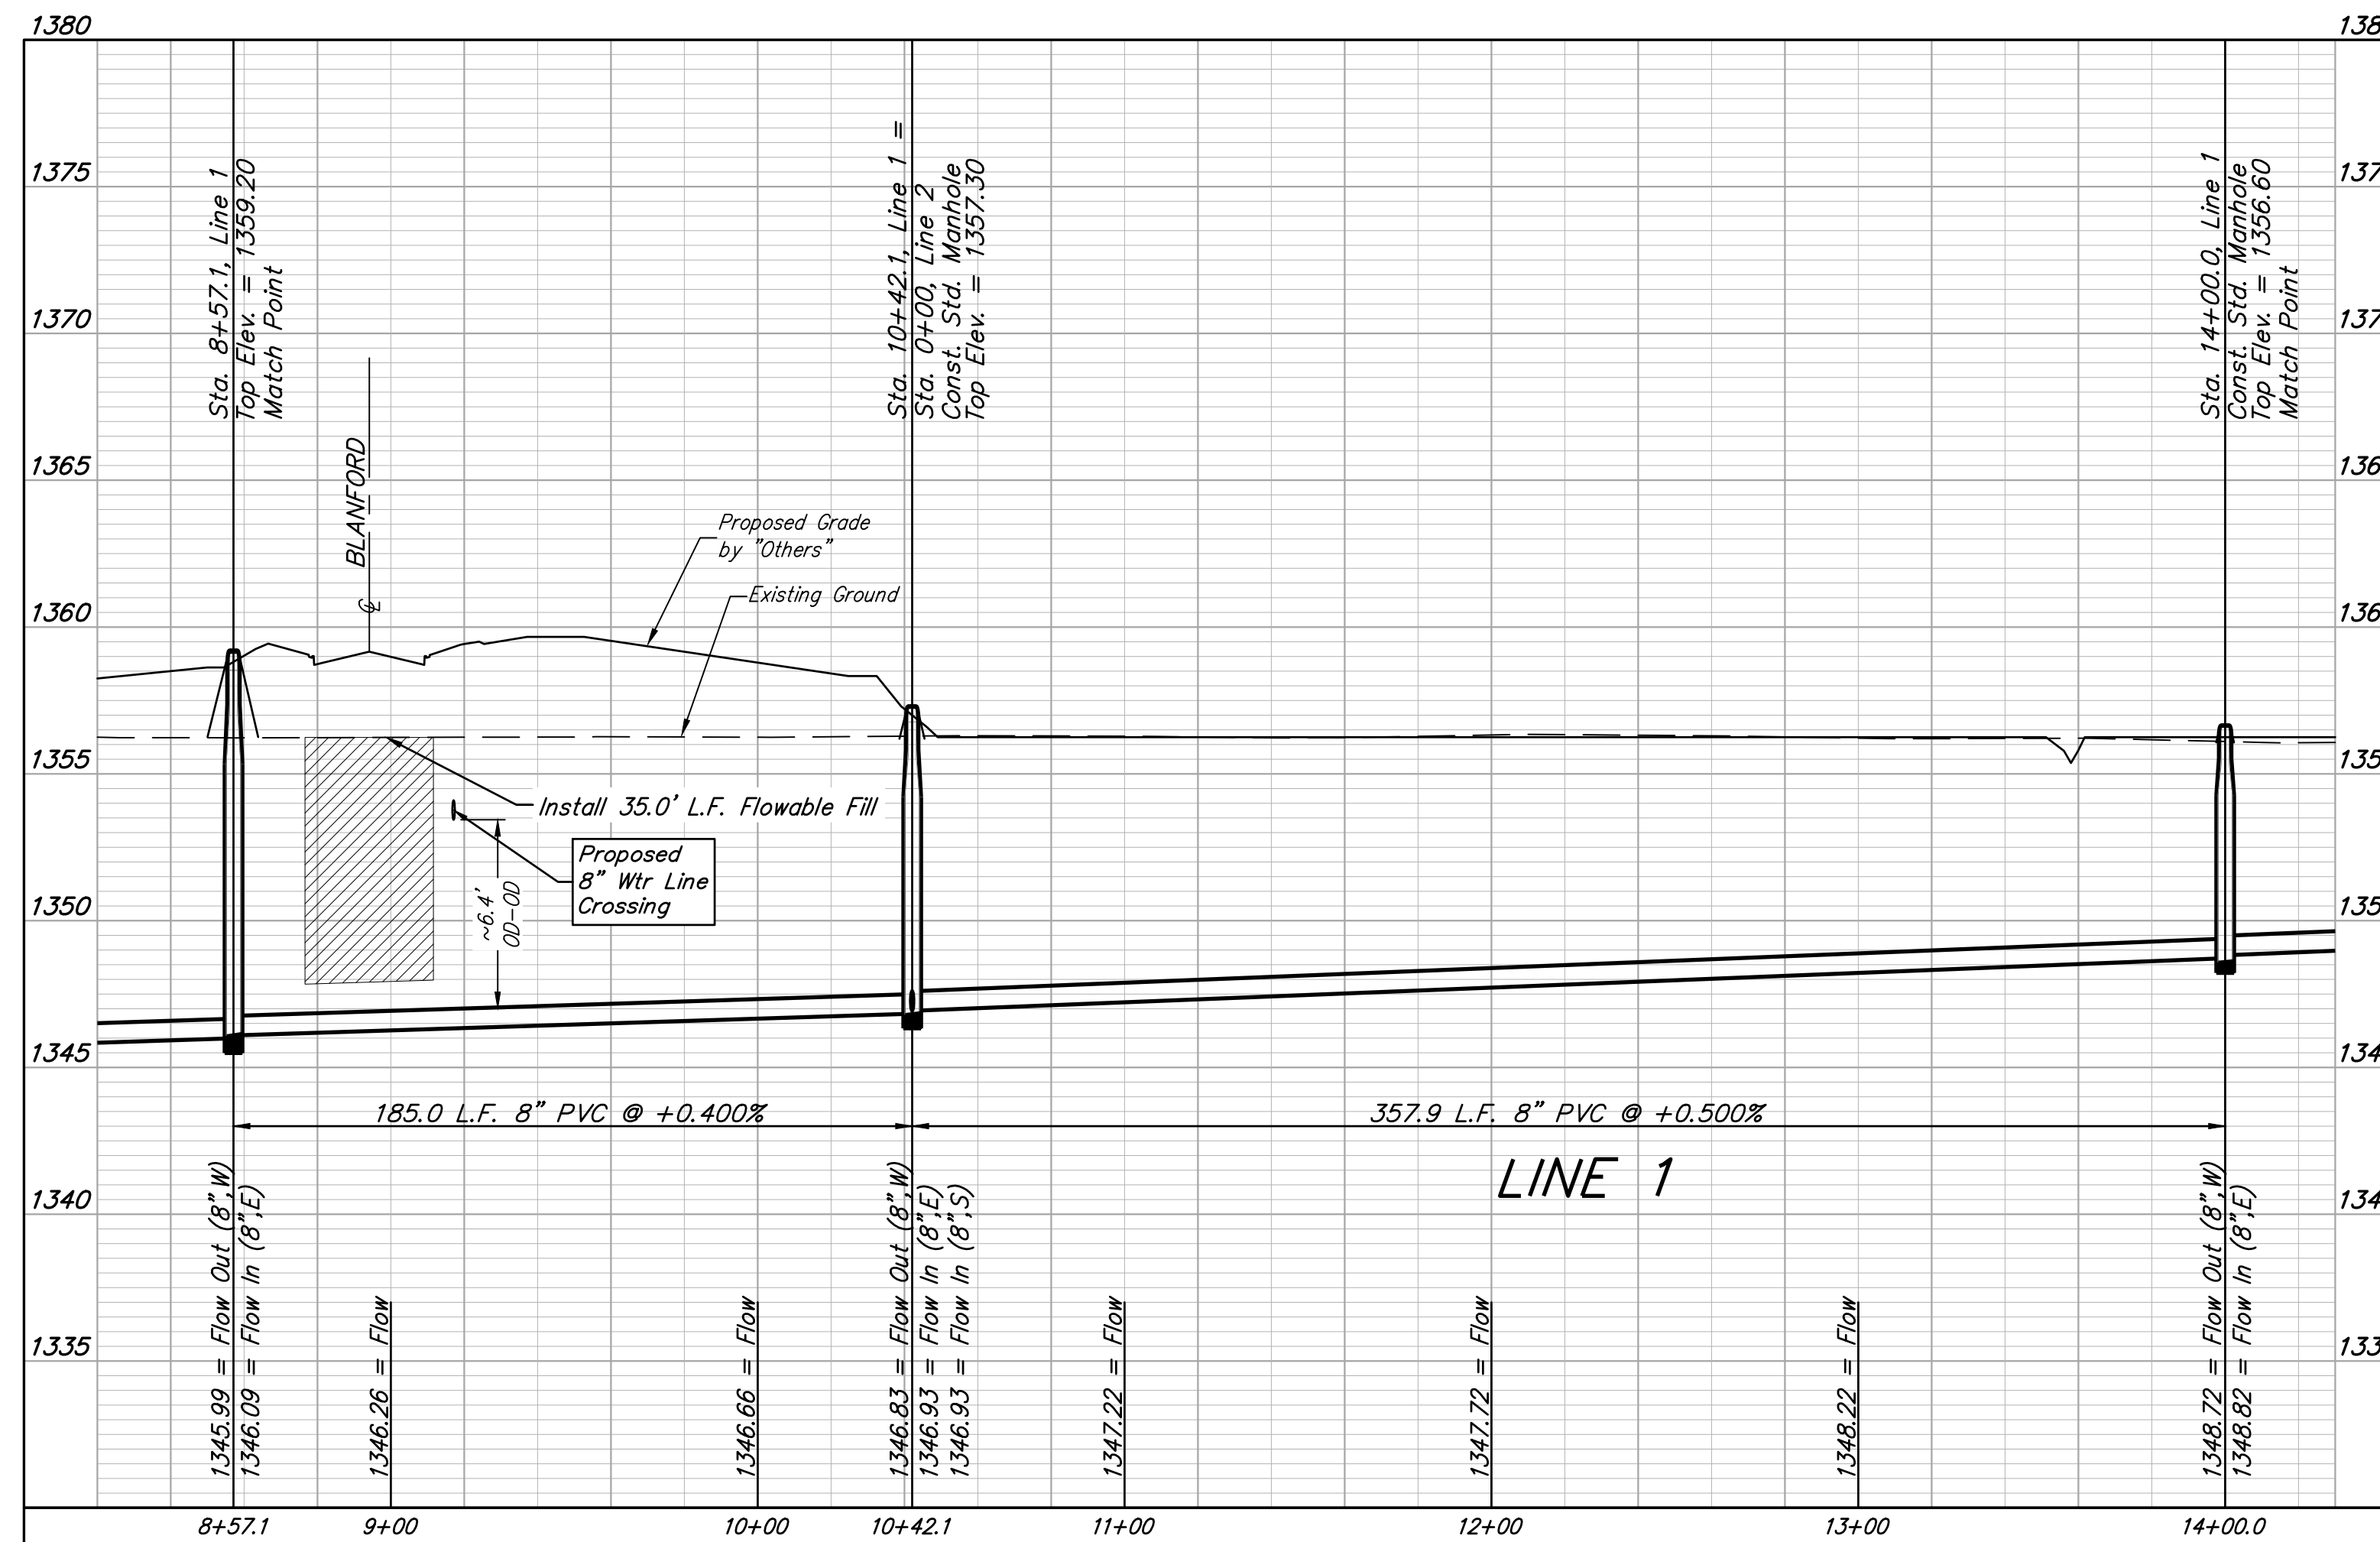 1380
1375
1370
1365
1360
1355
1350
1345
1340
1335
138
137
137
136
136
135
135
134
134
133
Sta. 8+57.1, Line 1
Top Elev. = 1359.20
Match Point
BLANFORD
℄
Sta. 10+42.1, Line 1 =
Sta. 0+00, Line 2
Const. Std. Manhole
Top Elev. = 1357.30
Sta. 14+00.0, Line 1
Const. Std. Manhole
Top Elev. = 1356.60
Match Point
Proposed Grade
by "Others"
Existing Ground
Install 35.0' L.F. Flowable Fill
Proposed
8" Wtr Line
Crossing
~6.4'
OD-OD
185.0 L.F. 8" PVC @ +0.400%
357.9 L.F. 8" PVC @ +0.500%
LINE 1
1345.99 = Flow Out (8",W)
1346.09 = Flow In (8",E)
1346.26 = Flow
1346.66 = Flow
1346.83 = Flow Out (8",W)
1346.93 = Flow In (8",E)
1346.93 = Flow In (8",S)
1347.22 = Flow
1347.72 = Flow
1348.22 = Flow
1348.72 = Flow Out (8",W)
1348.82 = Flow In (8",E)
8+57.1
9+00
10+00
10+42.1
11+00
12+00
13+00
14+00.0